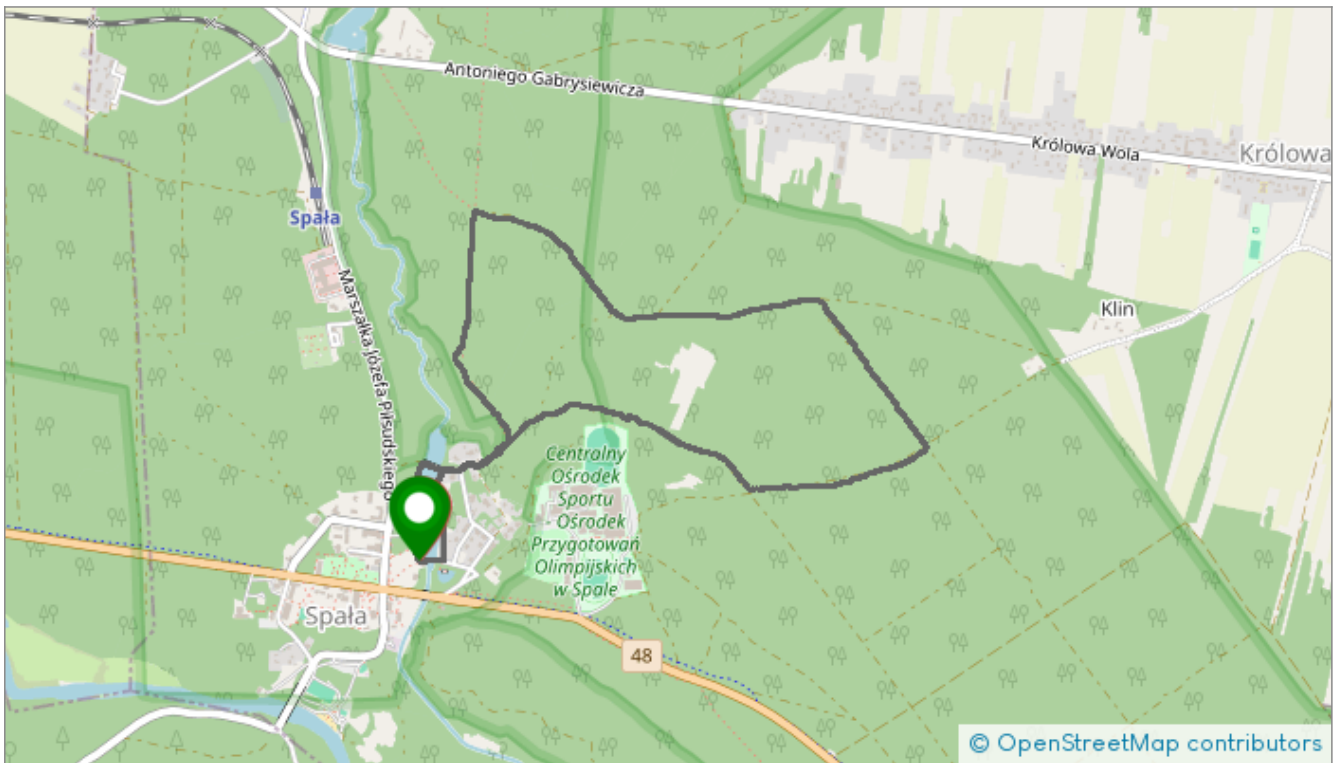 Antoniego Gabrysiewicza
Królowa Wola
Królowa
Spała
Marszałka Józefa Piłsudskiego
Klin
Centralny
Ośrodek
Sportu
- Ośrodek
Przygotowań
Olimpijskich
w Spale
Spała
48
© OpenStreetMap contributors